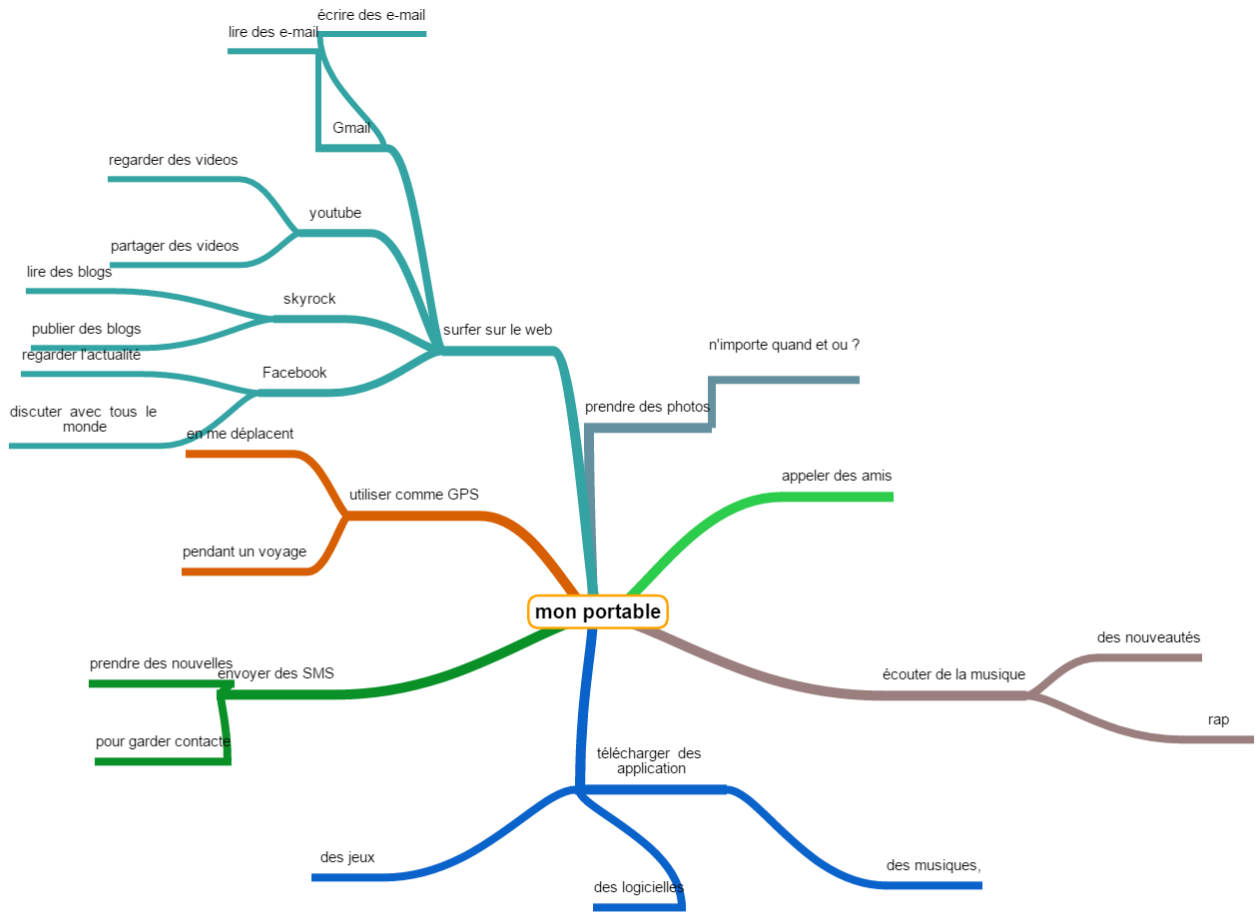 écrire des e-mail
lire des e-mail
Gmail
regarder des videos
youtube
partager des videos
lire des blogs
skyrock
publier des blogs
surfer sur le web
regarder l'actualité
Facebook
discuter avec tous le
monde
n'importe quand et ou ?
prendre des photos
en me déplacent
utiliser comme GPS
pendant un voyage
appeler des amis
mon portable
prendre des nouvelles
envoyer des SMS
pour garder contacte
des nouveautés
écouter de la musique
rap
télécharger des
application
des jeux
des logicielles
des musiques,